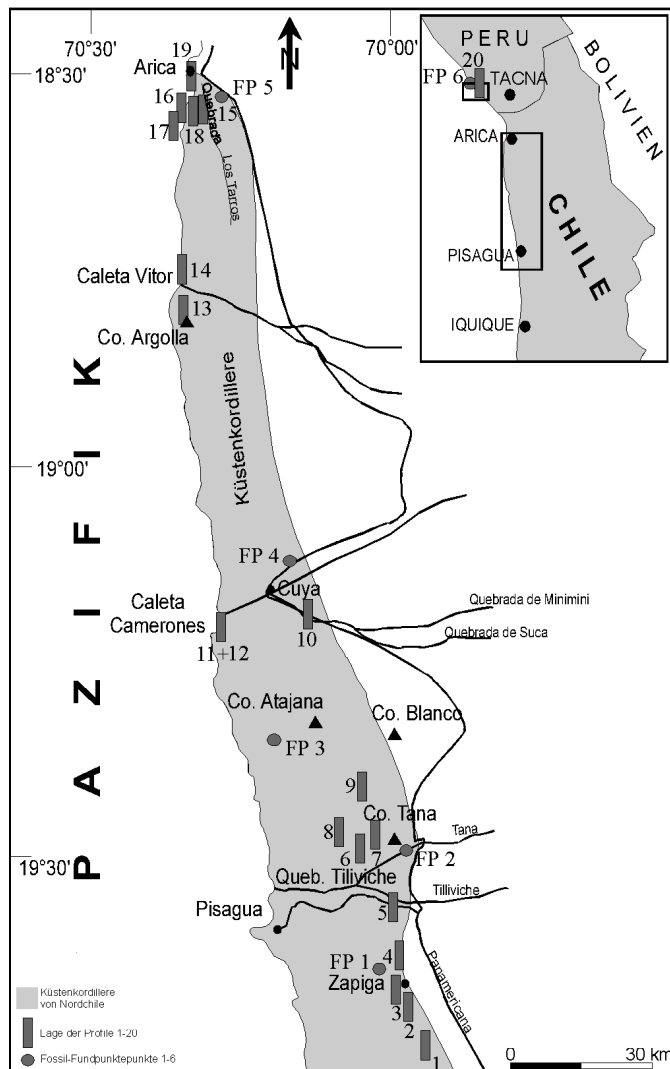 70°30'
70°00'
18°30'
19°00'
19°30'
N
19
Arica
FP 5
16
15
17
18
Quebrada
Los Tarros
Caleta Vitor
14
13
Co. Argolla
Küstenkordillere
PAZIFIK
FP 4
Cuya
Caleta
Camerones
11+12
10
Quebrada de Minimini
Quebrada de Suca
Co. Atajana
FP 3
Co. Blanco
9
Co. Tana
8
6
7
FP 2
Tana
Queb. Tiliviche
Tilliviche
5
Pisagua
4
FP 1
Zapiga
3
2
1
Panamericana
PERU
BOLIVIEN
20
FP 6
TACNA
ARICA
CHILE
PISAGUA
IQUIQUE
Küstenkordillere
von Nordchile
Lage der Profile 1-20
Fossil-Fundpunktepunkte 1-6
0
30 km